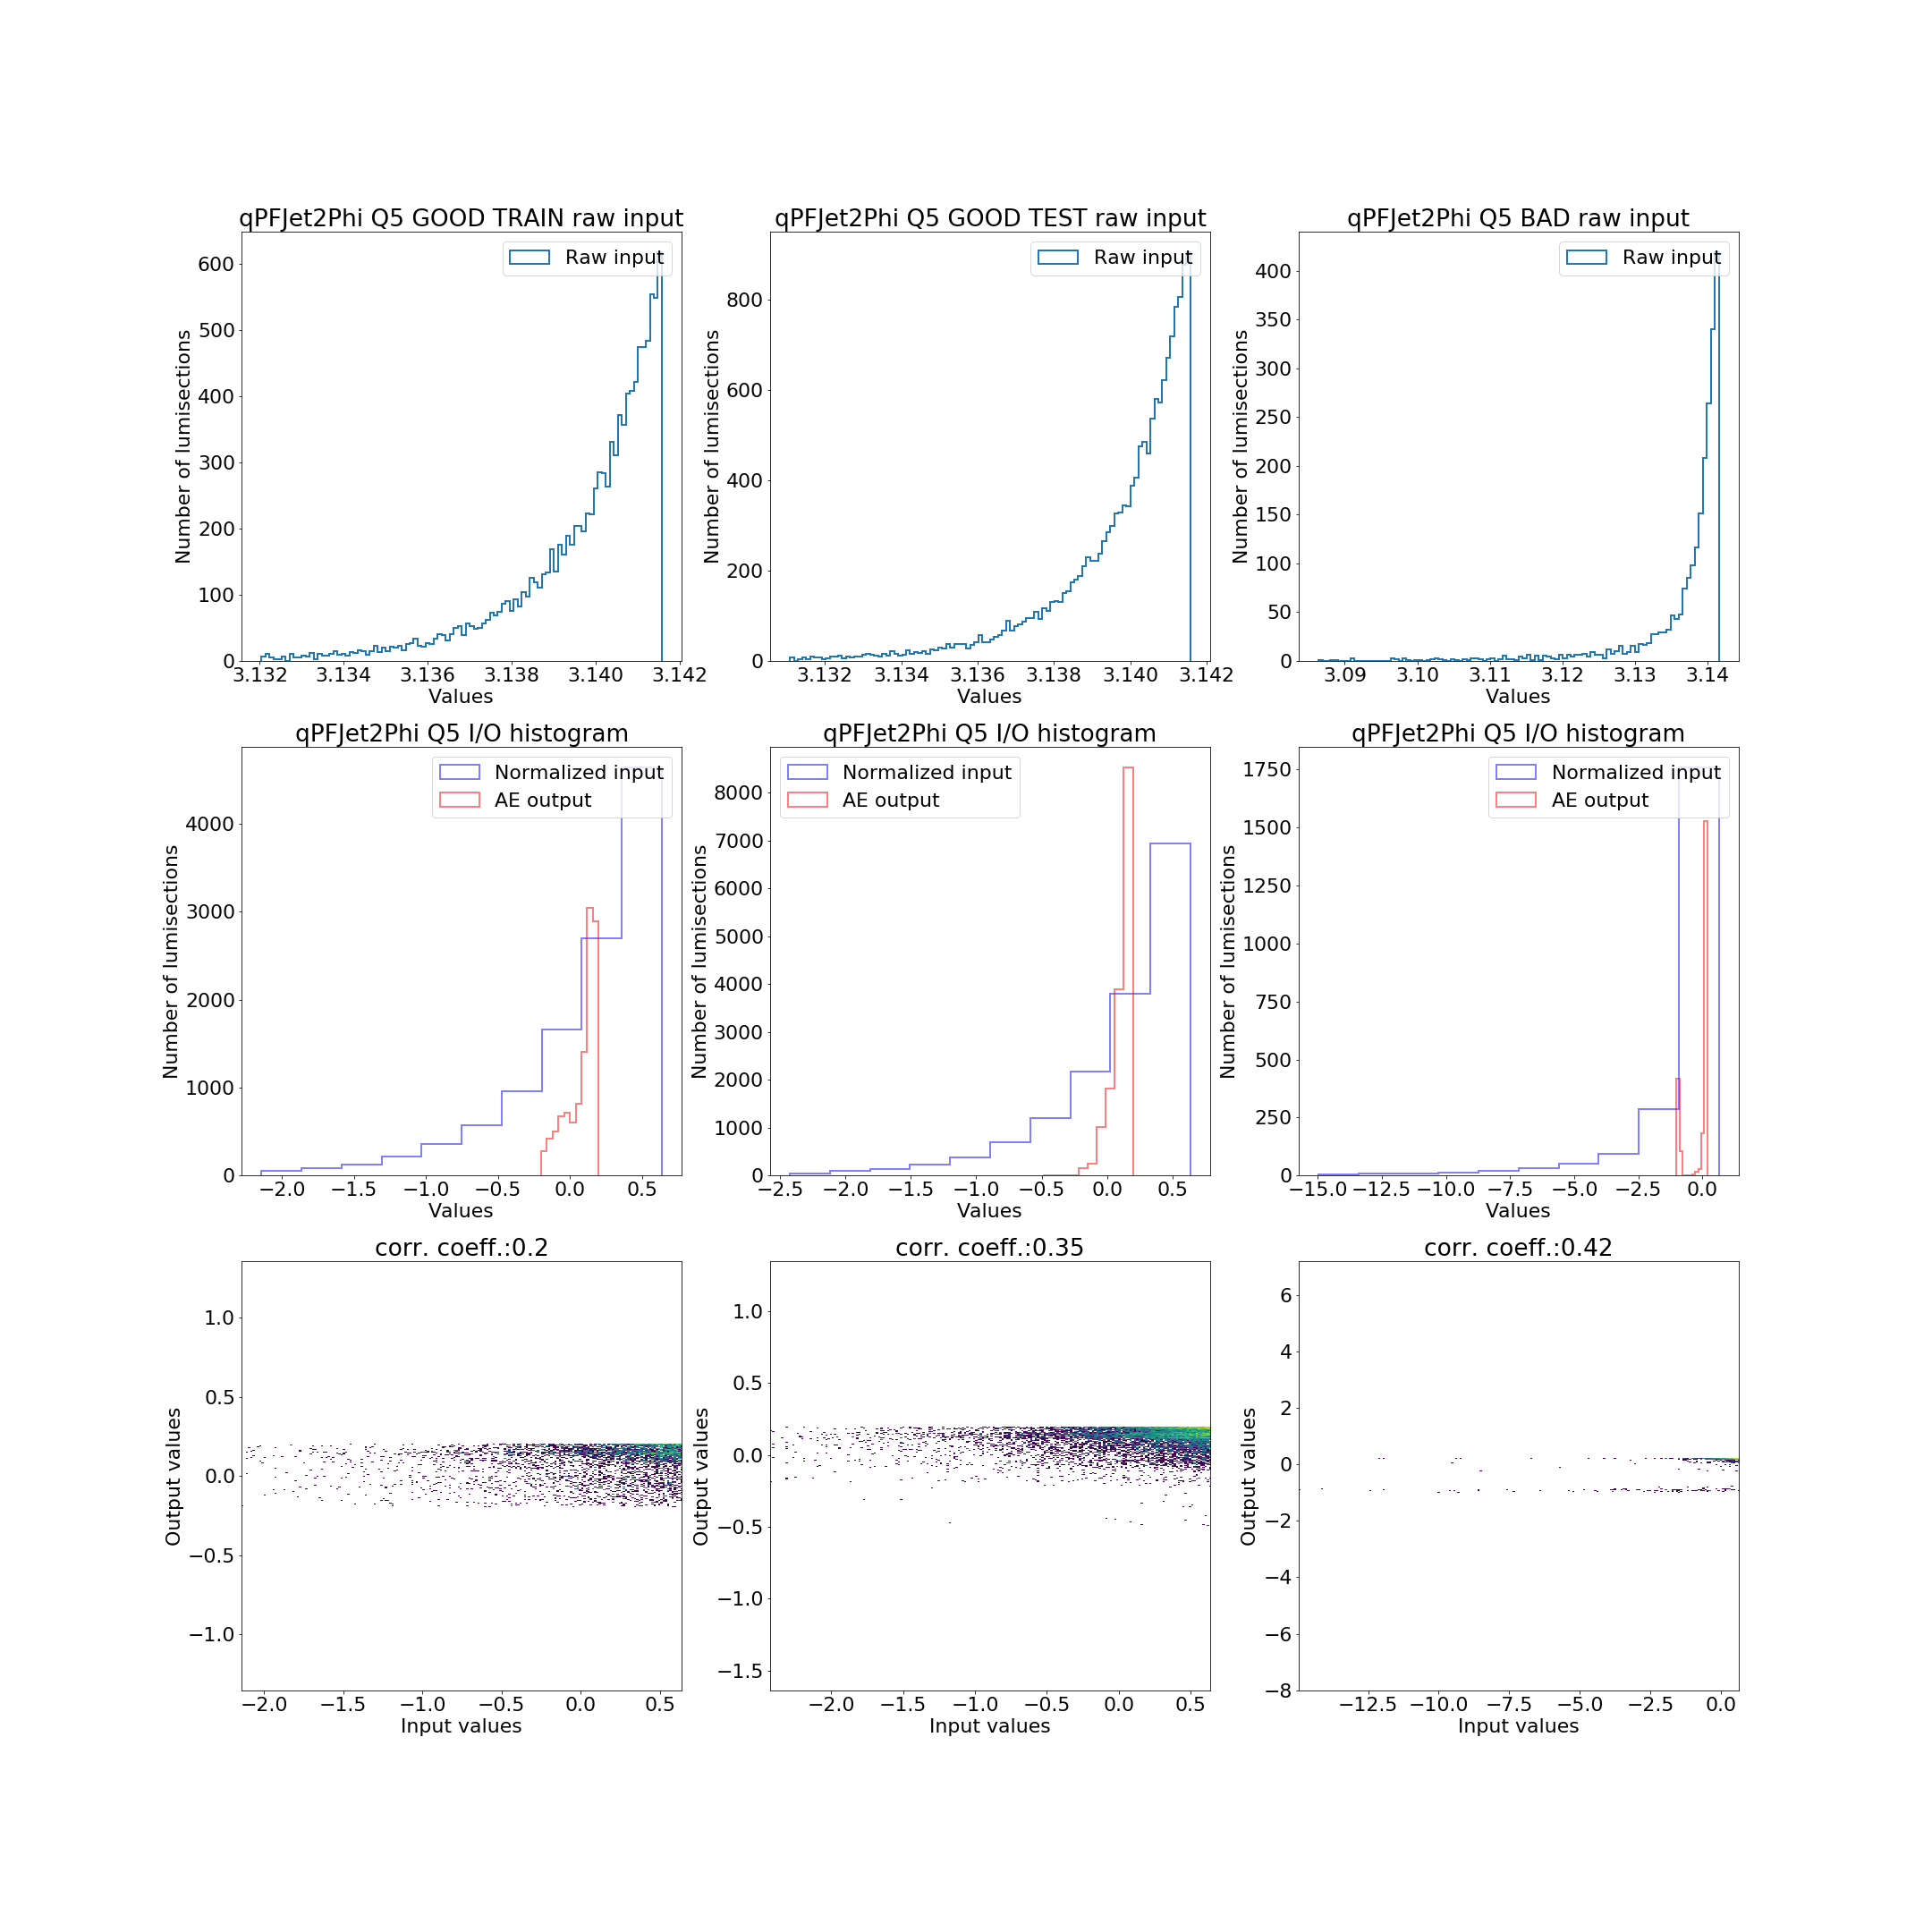 qPFJet2Phi Q5 GOOD TRAIN raw input
qPFJet2Phi Q5 GOOD TEST raw input
qPFJet2Phi Q5 BAD raw input
Number of lumisections
600
500
400
300
200
100
0
Raw input
3.132 3.134 3.136 3.138 3.140 3.142
Values
Number of lumisections
800
600
400
200
0
Raw input
3.132 3.134 3.136 3.138 3.140 3.142
Values
Number of lumisections
400
350
300
250
200
150
100
50
0
Raw input
3.09 3.10 3.11 3.12 3.13 3.14
Values
qPFJet2Phi Q5 I/O histogram
qPFJet2Phi Q5 I/O histogram
qPFJet2Phi Q5 I/O histogram
Number of lumisections
4000
3000
2000
1000
0
Normalized input
AE output
−2.0 −1.5 −1.0 −0.5 0.0 0.5
Values
Number of lumisections
8000
7000
6000
5000
4000
3000
2000
1000
0
Normalized input
AE output
−2.5 −2.0 −1.5 −1.0 −0.5 0.0 0.5
Values
Number of lumisections
1750
1500
1250
1000
750
500
250
0
Normalized input
AE output
−15.0 −12.5 −10.0 −7.5 −5.0 −2.5 0.0
Values
corr. coeff.:0.2
corr. coeff.:0.35
corr. coeff.:0.42
Output values
1.0
0.5
0.0
−0.5
−1.0
−2.0 −1.5 −1.0 −0.5 0.0 0.5
Input values
Output values
1.0
0.5
0.0
−0.5
−1.0
−1.5
−2.0 −1.5 −1.0 −0.5 0.0 0.5
Input values
Output values
6
4
2
0
−2
−4
−6
−8
−12.5 −10.0 −7.5 −5.0 −2.5 0.0
Input values